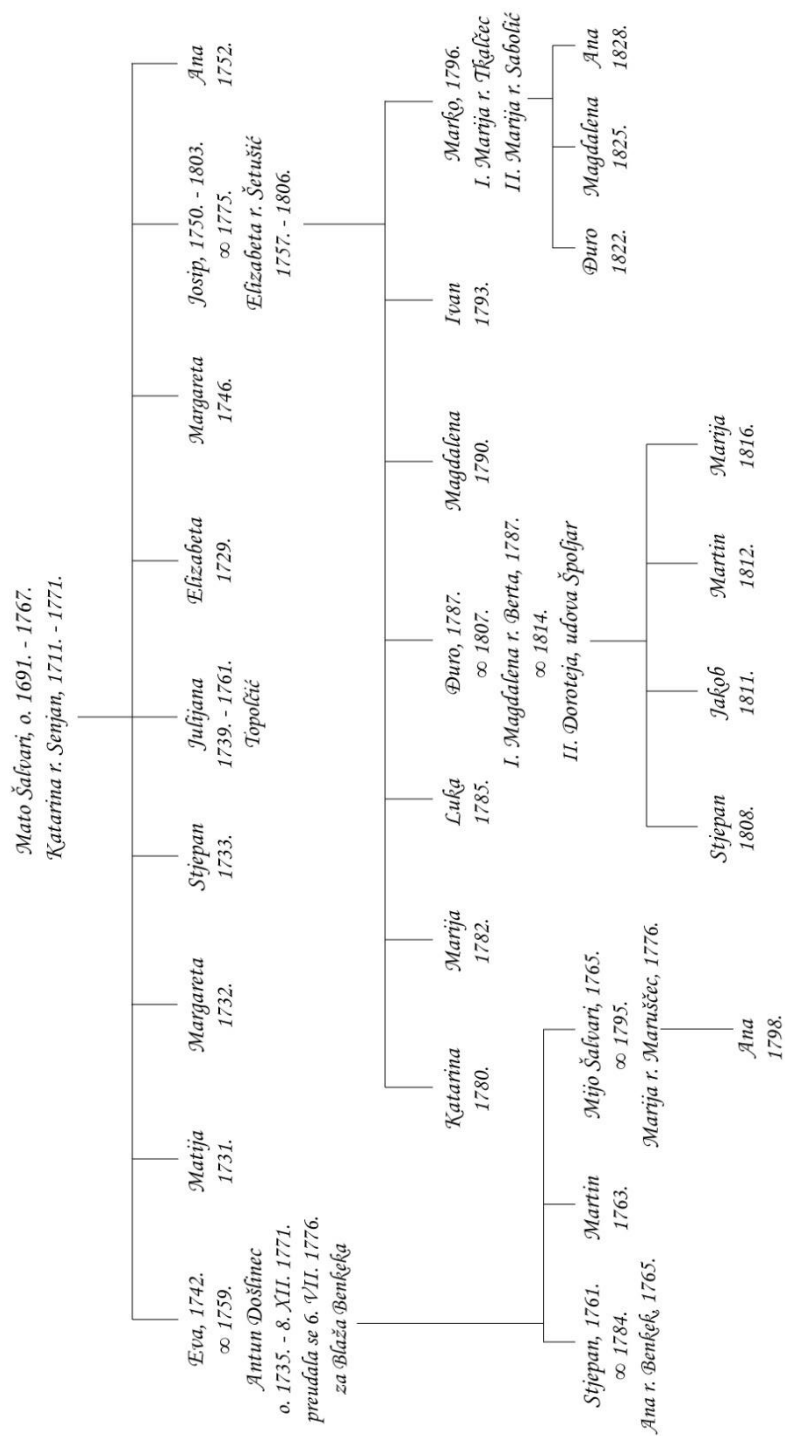 Mato Šalvari, o. 1691. - 1767.
Katarina r. Senjan, 1711. - 1771.
Eva, 1742.
∞ 1759.
Antun Došlinec
o. 1735. - 8. XII. 1771.
preudala se 6. VII. 1776.
za Blaža Benkeka
Matija
1731.
Margareta
1732.
Stjepan
1733.
Julijana
1739. - 1761.
Topolčić
Elizabeta
1729.
Margareta
1746.
Josip, 1750. - 1803.
∞ 1775.
Elizabeta r. Šetušić
1757. - 1806.
Ana
1752.
Katarina
1780.
Marija
1782.
Luka
1785.
Đuro, 1787.
∞ 1807.
I. Magdalena r. Berta, 1787.
∞ 1814.
II. Doroteja, udova Špoljar
Magdalena
1790.
Ivan
1793.
Marko, 1796.
I. Marija r. Tkalčec
II. Marija r. Sabolić
Stjepan, 1761.
∞ 1784.
Ana r. Benkek, 1765.
Martin
1763.
Mijo Šalvari, 1765.
∞ 1795.
Marija r. Maruščec, 1776.
Đuro
1822.
Magdalena
1825.
Ana
1828.
Stjepan
1808.
Jakob
1811.
Martin
1812.
Marija
1816.
Ana
1798.